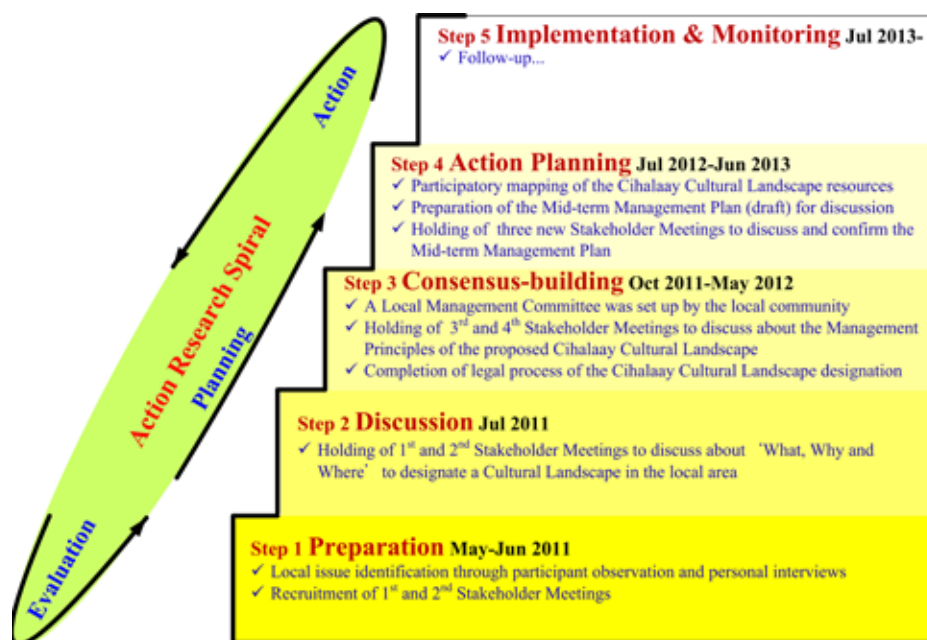 Step 5 Implementation & Monitoring Jul 2013-
✓ Follow-up...
Step 4 Action Planning Jul 2012-Jun 2013
✓ Participatory mapping of the Cihalaay Cultural Landscape resources
✓ Preparation of the Mid-term Management Plan (draft) for discussion
✓ Holding of three new Stakeholder Meetings to discuss and confirm the
Mid-term Management Plan
Step 3 Consensus-building Oct 2011-May 2012
✓ A Local Management Committee was set up by the local community
✓ Holding of 3rd and 4th Stakeholder Meetings to discuss about the Management
Principles of the proposed Cihalaay Cultural Landscape
✓ Completion of legal process of the Cihalaay Cultural Landscape designation
Step 2 Discussion Jul 2011
✓ Holding of 1st and 2nd Stakeholder Meetings to discuss about ‘What, Why and
Where’ to designate a Cultural Landscape in the local area
Step 1 Preparation May-Jun 2011
✓ Local issue identification through participant observation and personal interviews
✓ Recruitment of 1st and 2nd Stakeholder Meetings
Action
Action Research Spiral
Planning
Evaluation